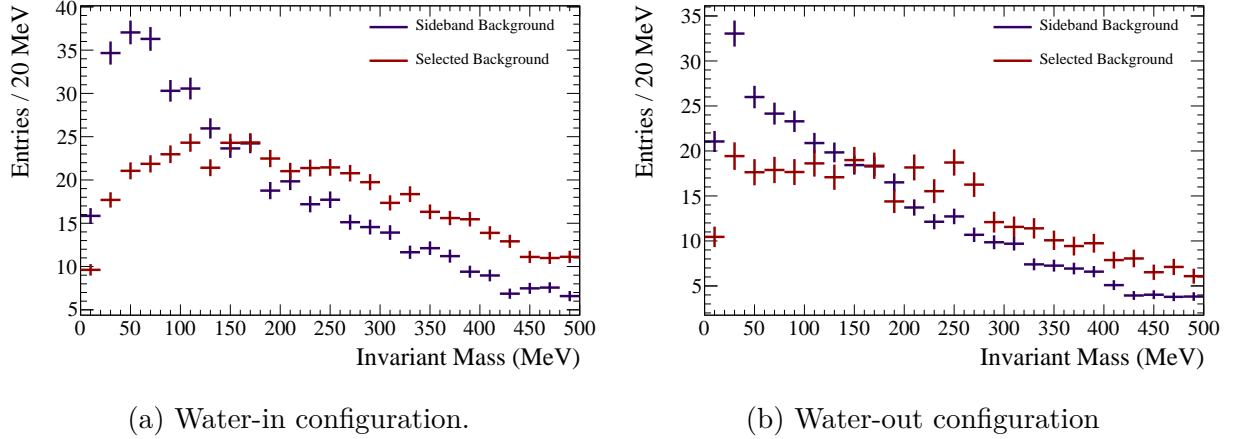 Entries / 20 MeV
40
35
30
25
20
15
10
5
Sideband Background
Selected Background
0 50 100 150 200 250 300 350 400 450 500
Invariant Mass (MeV)
(a) Water-in configuration.
Entries / 20 MeV
35
30
25
20
15
10
5
Sideband Background
Selected Background
0 50 100 150 200 250 300 350 400 450 500
Invariant Mass (MeV)
(b) Water-out configuration